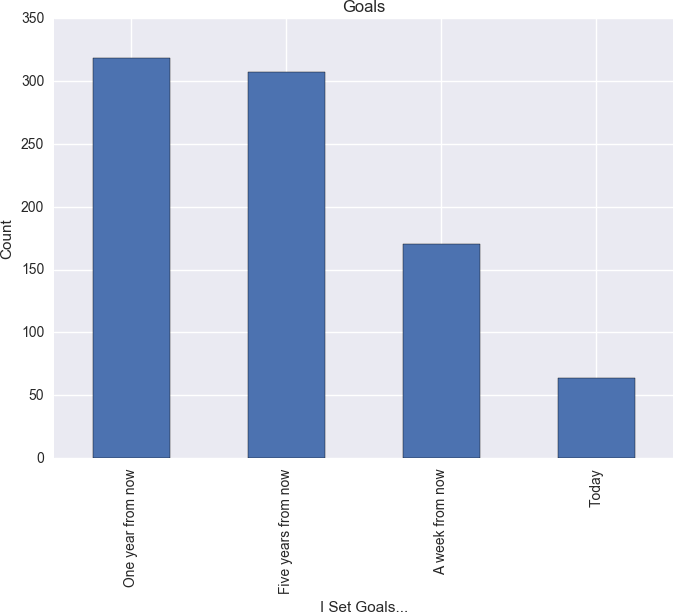 Goals
350
300
250
200
150
100
50
0
Count
One year from now
Five years from now
A week from now
Today
I Set Goals...